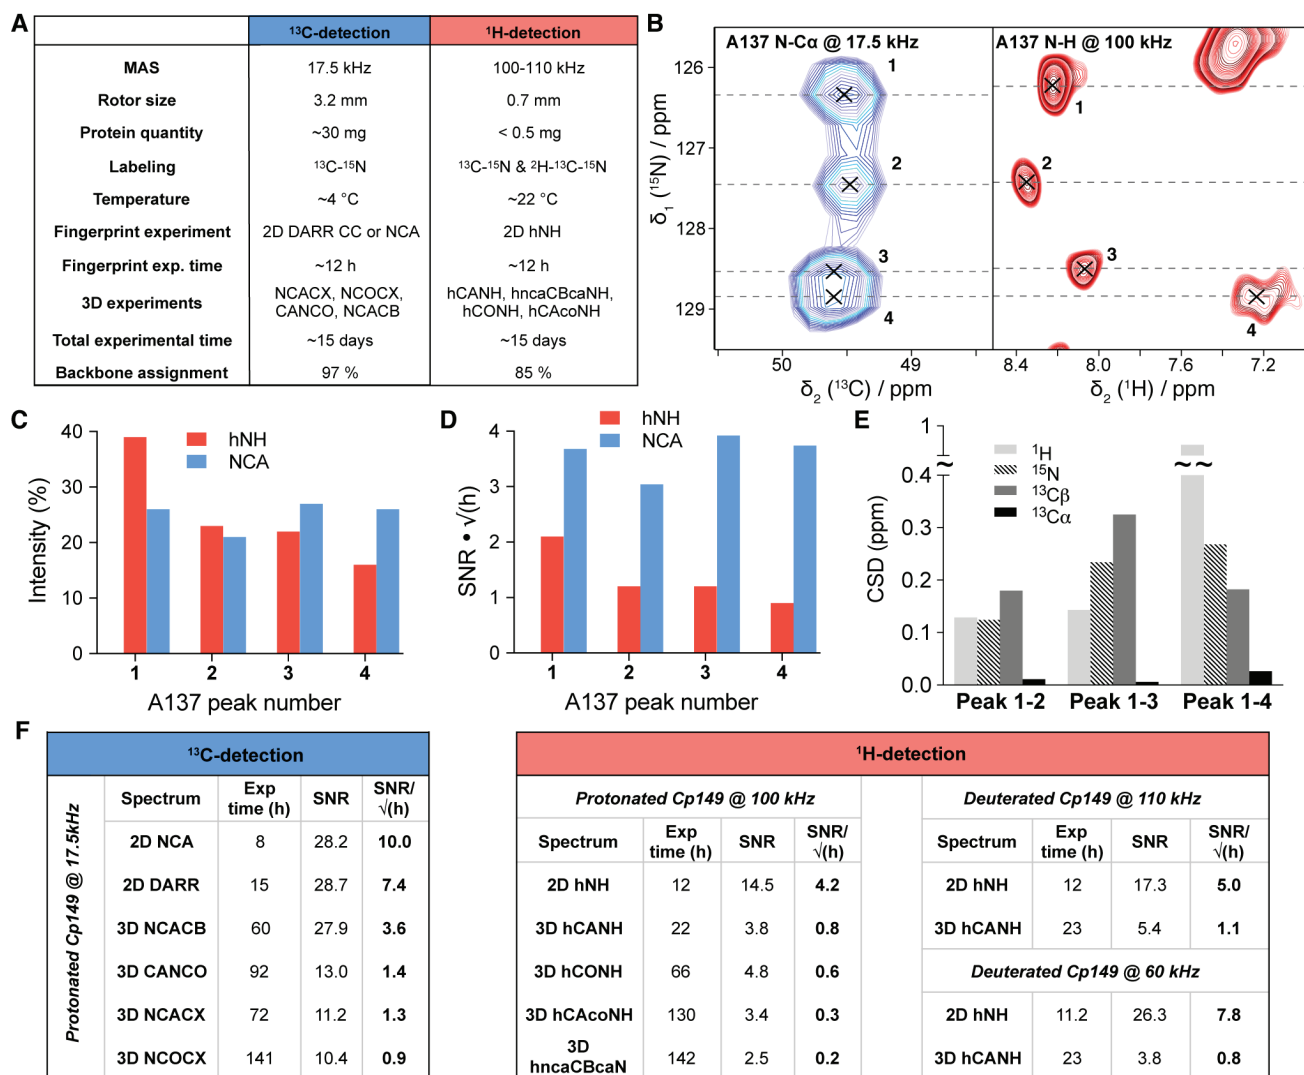 A
¹³C-detection ¹H-detection
MAS 17.5 kHz 100-110 kHz
Rotor size 3.2 mm 0.7 mm
Protein quantity ~30 mg < 0.5 mg
Labeling ¹³C-¹⁵N ¹³C-¹⁵N & ²H-¹³C-¹⁵N
Temperature ~4 °C ~22 °C
Fingerprint experiment 2D DARR CC or NCA 2D hNH
Fingerprint exp. time ~12 h ~12 h
3D experiments NCACX, NCOCX, hCANH, hncaCBcaNH,
CANCO, NCACB hCONH, hCAcoNH
Total experimental time ~15 days ~15 days
Backbone assignment 97 % 85 %
B
A137 N-Cα @ 17.5 kHz A137 N-H @ 100 kHz
126
127
128
129
δ₁ (¹⁵N) / ppm
1
2
3
4
1
2
3
4
50 49
8.4 8.0 7.6 7.2
δ₂ (¹³C) / ppm δ₂ (¹H) / ppm
C
hNH
NCA
40
30
20
10
0
Intensity (%)
1 2 3 4
A137 peak number
D
hNH
NCA
4
3
2
1
0
SNR • √(h)
1 2 3 4
A137 peak number
E
¹H
¹⁵N
¹³Cβ
¹³Cα
1
~
~ ~
0.4
0.3
0.2
0.1
0.0
CSD (ppm)
Peak 1-2 Peak 1-3 Peak 1-4
F
¹³C-detection
Protonated Cp149 @ 17.5kHz
Spectrum Exp time (h) SNR SNR/√(h)
2D NCA 8 28.2 10.0
2D DARR 15 28.7 7.4
3D NCACB 60 27.9 3.6
3D CANCO 92 13.0 1.4
3D NCACX 72 11.2 1.3
3D NCOCX 141 10.4 0.9
¹H-detection
Protonated Cp149 @ 100 kHz
Spectrum Exp time (h) SNR SNR/√(h)
2D hNH 12 14.5 4.2
3D hCANH 22 3.8 0.8
3D hCONH 66 4.8 0.6
3D hCAcoNH 130 3.4 0.3
3D hncaCBcaN 142 2.5 0.2
Deuterated Cp149 @ 110 kHz
Spectrum Exp time (h) SNR SNR/√(h)
2D hNH 12 17.3 5.0
3D hCANH 23 5.4 1.1
Deuterated Cp149 @ 60 kHz
2D hNH 11.2 26.3 7.8
3D hCANH 23 3.8 0.8